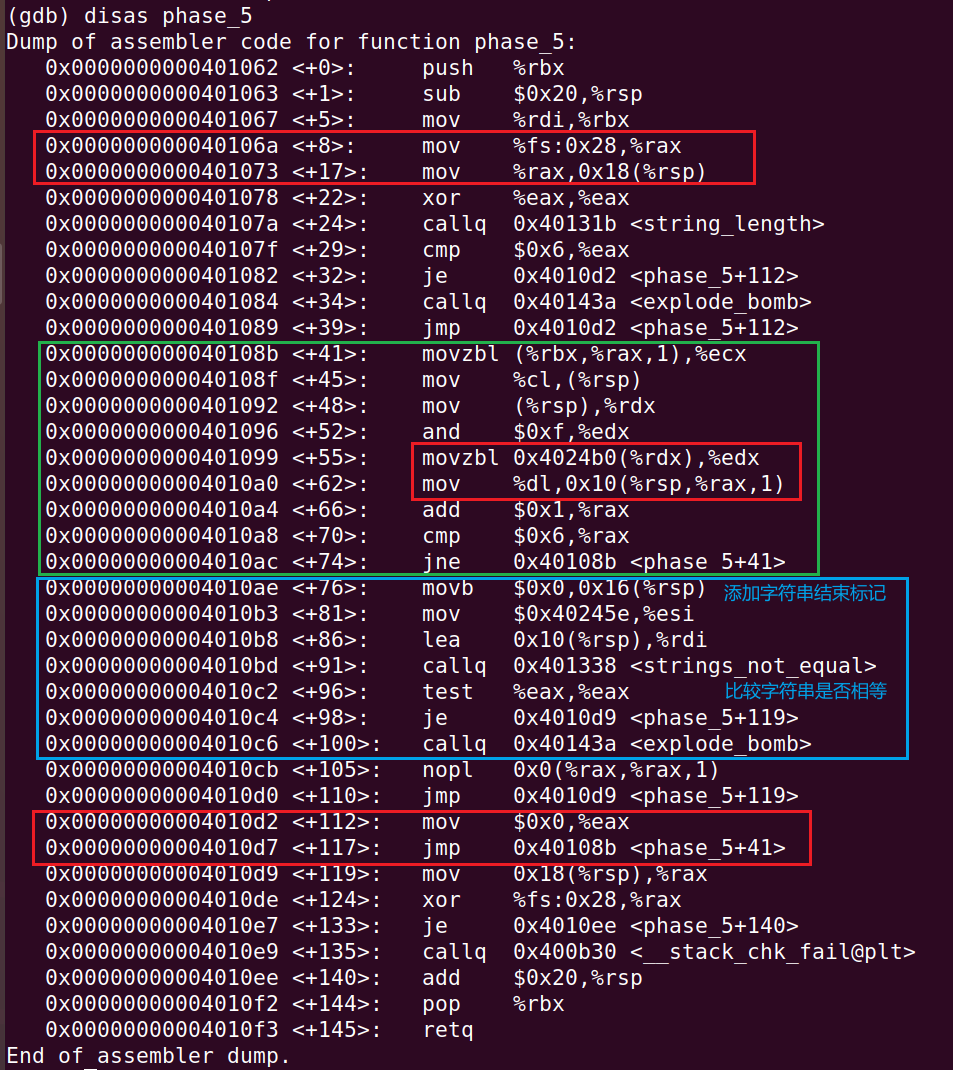 (gdb) disas phase_5
Dump of assembler code for function phase_5:
0x0000000000401062 <+0>: push %rbx
0x0000000000401063 <+1>: sub $0x20,%rsp
0x0000000000401067 <+5>: mov %rdi,%rbx
0x000000000040106a <+8>: mov %fs:0x28,%rax
0x0000000000401073 <+17>: mov %rax,0x18(%rsp)
0x0000000000401078 <+22>: xor %eax,%eax
0x000000000040107a <+24>: callq 0x40131b <string_length>
0x000000000040107f <+29>: cmp $0x6,%eax
0x0000000000401082 <+32>: je 0x4010d2 <phase_5+112>
0x0000000000401084 <+34>: callq 0x40143a <explode_bomb>
0x0000000000401089 <+39>: jmp 0x4010d2 <phase_5+112>
0x000000000040108b <+41>: movzbl (%rbx,%rax,1),%ecx
0x000000000040108f <+45>: mov %cl,(%rsp)
0x0000000000401092 <+48>: mov (%rsp),%rdx
0x0000000000401096 <+52>: and $0xf,%edx
0x0000000000401099 <+55>: movzbl 0x4024b0(%rdx),%edx
0x00000000004010a0 <+62>: mov %dl,0x10(%rsp,%rax,1)
0x00000000004010a4 <+66>: add $0x1,%rax
0x00000000004010a8 <+70>: cmp $0x6,%rax
0x00000000004010ac <+74>: jne 0x40108b <phase_5+41>
0x00000000004010ae <+76>: movb $0x0,0x16(%rsp) 添加字符串结束标记
0x00000000004010b3 <+81>: mov $0x40245e,%esi
0x00000000004010b8 <+86>: lea 0x10(%rsp),%rdi
0x00000000004010bd <+91>: callq 0x401338 <strings_not_equal>
0x00000000004010c2 <+96>: test %eax,%eax 比较字符串是否相等
0x00000000004010c4 <+98>: je 0x4010d9 <phase_5+119>
0x00000000004010c6 <+100>: callq 0x40143a <explode_bomb>
0x00000000004010cb <+105>: nopl 0x0(%rax,%rax,1)
0x00000000004010d0 <+110>: jmp 0x4010d9 <phase_5+119>
0x00000000004010d2 <+112>: mov $0x0,%eax
0x00000000004010d7 <+117>: jmp 0x40108b <phase_5+41>
0x00000000004010d9 <+119>: mov 0x18(%rsp),%rax
0x00000000004010de <+124>: xor %fs:0x28,%rax
0x00000000004010e7 <+133>: je 0x4010ee <phase_5+140>
0x00000000004010e9 <+135>: callq 0x400b30 <__stack_chk_fail@plt>
0x00000000004010ee <+140>: add $0x20,%rsp
0x00000000004010f2 <+144>: pop %rbx
0x00000000004010f3 <+145>: retq
End of assembler dump.